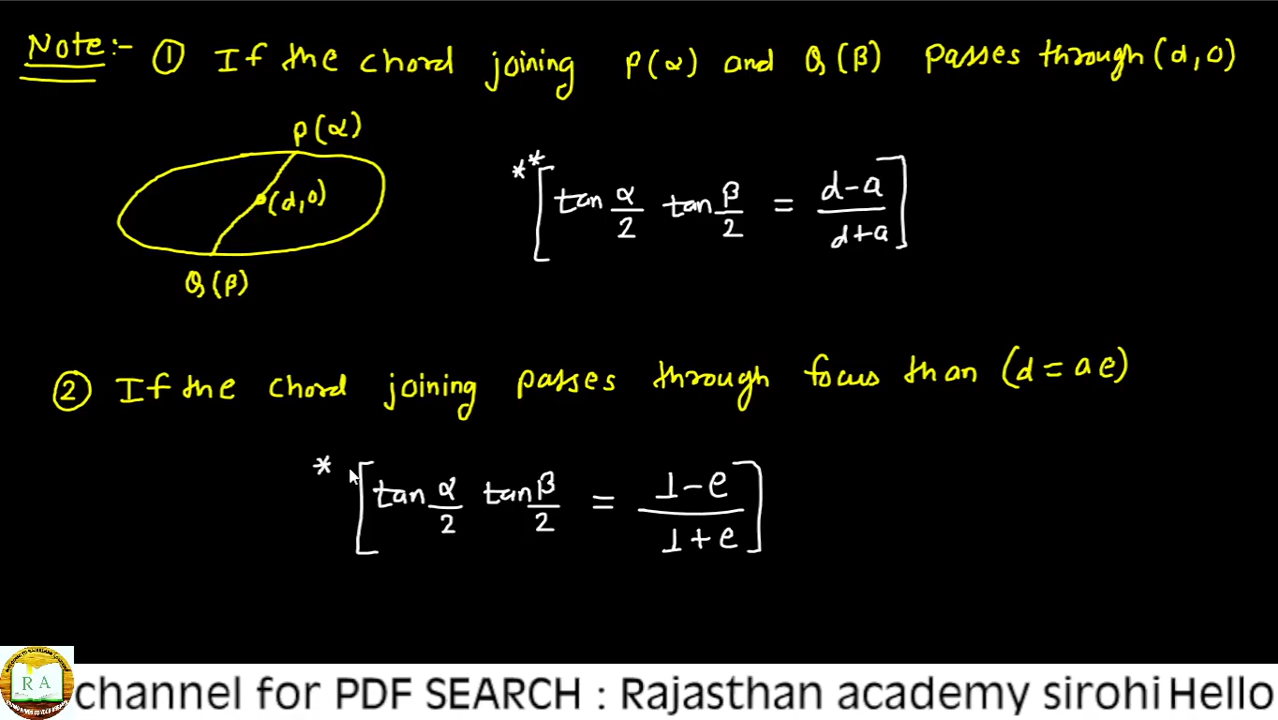 Note:- ① If the chord joining P(α) and Q(β) passes through (d,0)
P(α)
(d,0)
Q(β)
** [tan α/2 tan β/2 = d-a/d+a]
② If the chord joining passes through focus than (d = ae)
* [tan α/2 tan β/2 = 1-e/1+e]
RA
channel for PDF SEARCH : Rajasthan academy sirohi Hello